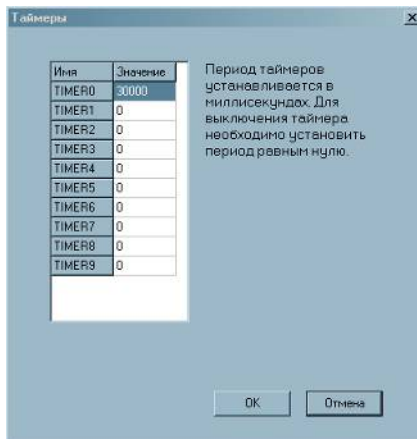 Таймеры
Имя Значение
TIMER0 30000
TIMER1 0
TIMER2 0
TIMER3 0
TIMER4 0
TIMER5 0
TIMER6 0
TIMER7 0
TIMER8 0
TIMER9 0
Период таймеров
устанавливается в
миллисекундах. Для
выключения таймера
необходимо установить
период равным нулю.
OK Отмена